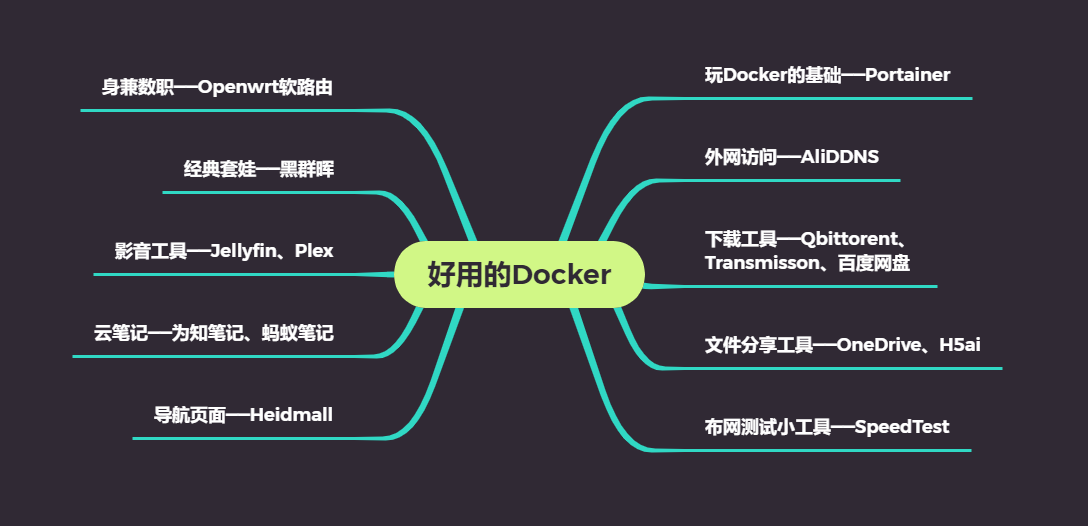 好用的Docker
玩Docker的基础——Portainer
外网访问——AliDDNS
下载工具——Qbittorent、
Transmisson、百度网盘
文件分享工具——OneDrive、H5ai
布网测试小工具——SpeedTest
身兼数职——Openwrt软路由
经典套娃——黑群晖
影音工具——Jellyfin、Plex
云笔记——为知笔记、蚂蚁笔记
导航页面——Heidmall